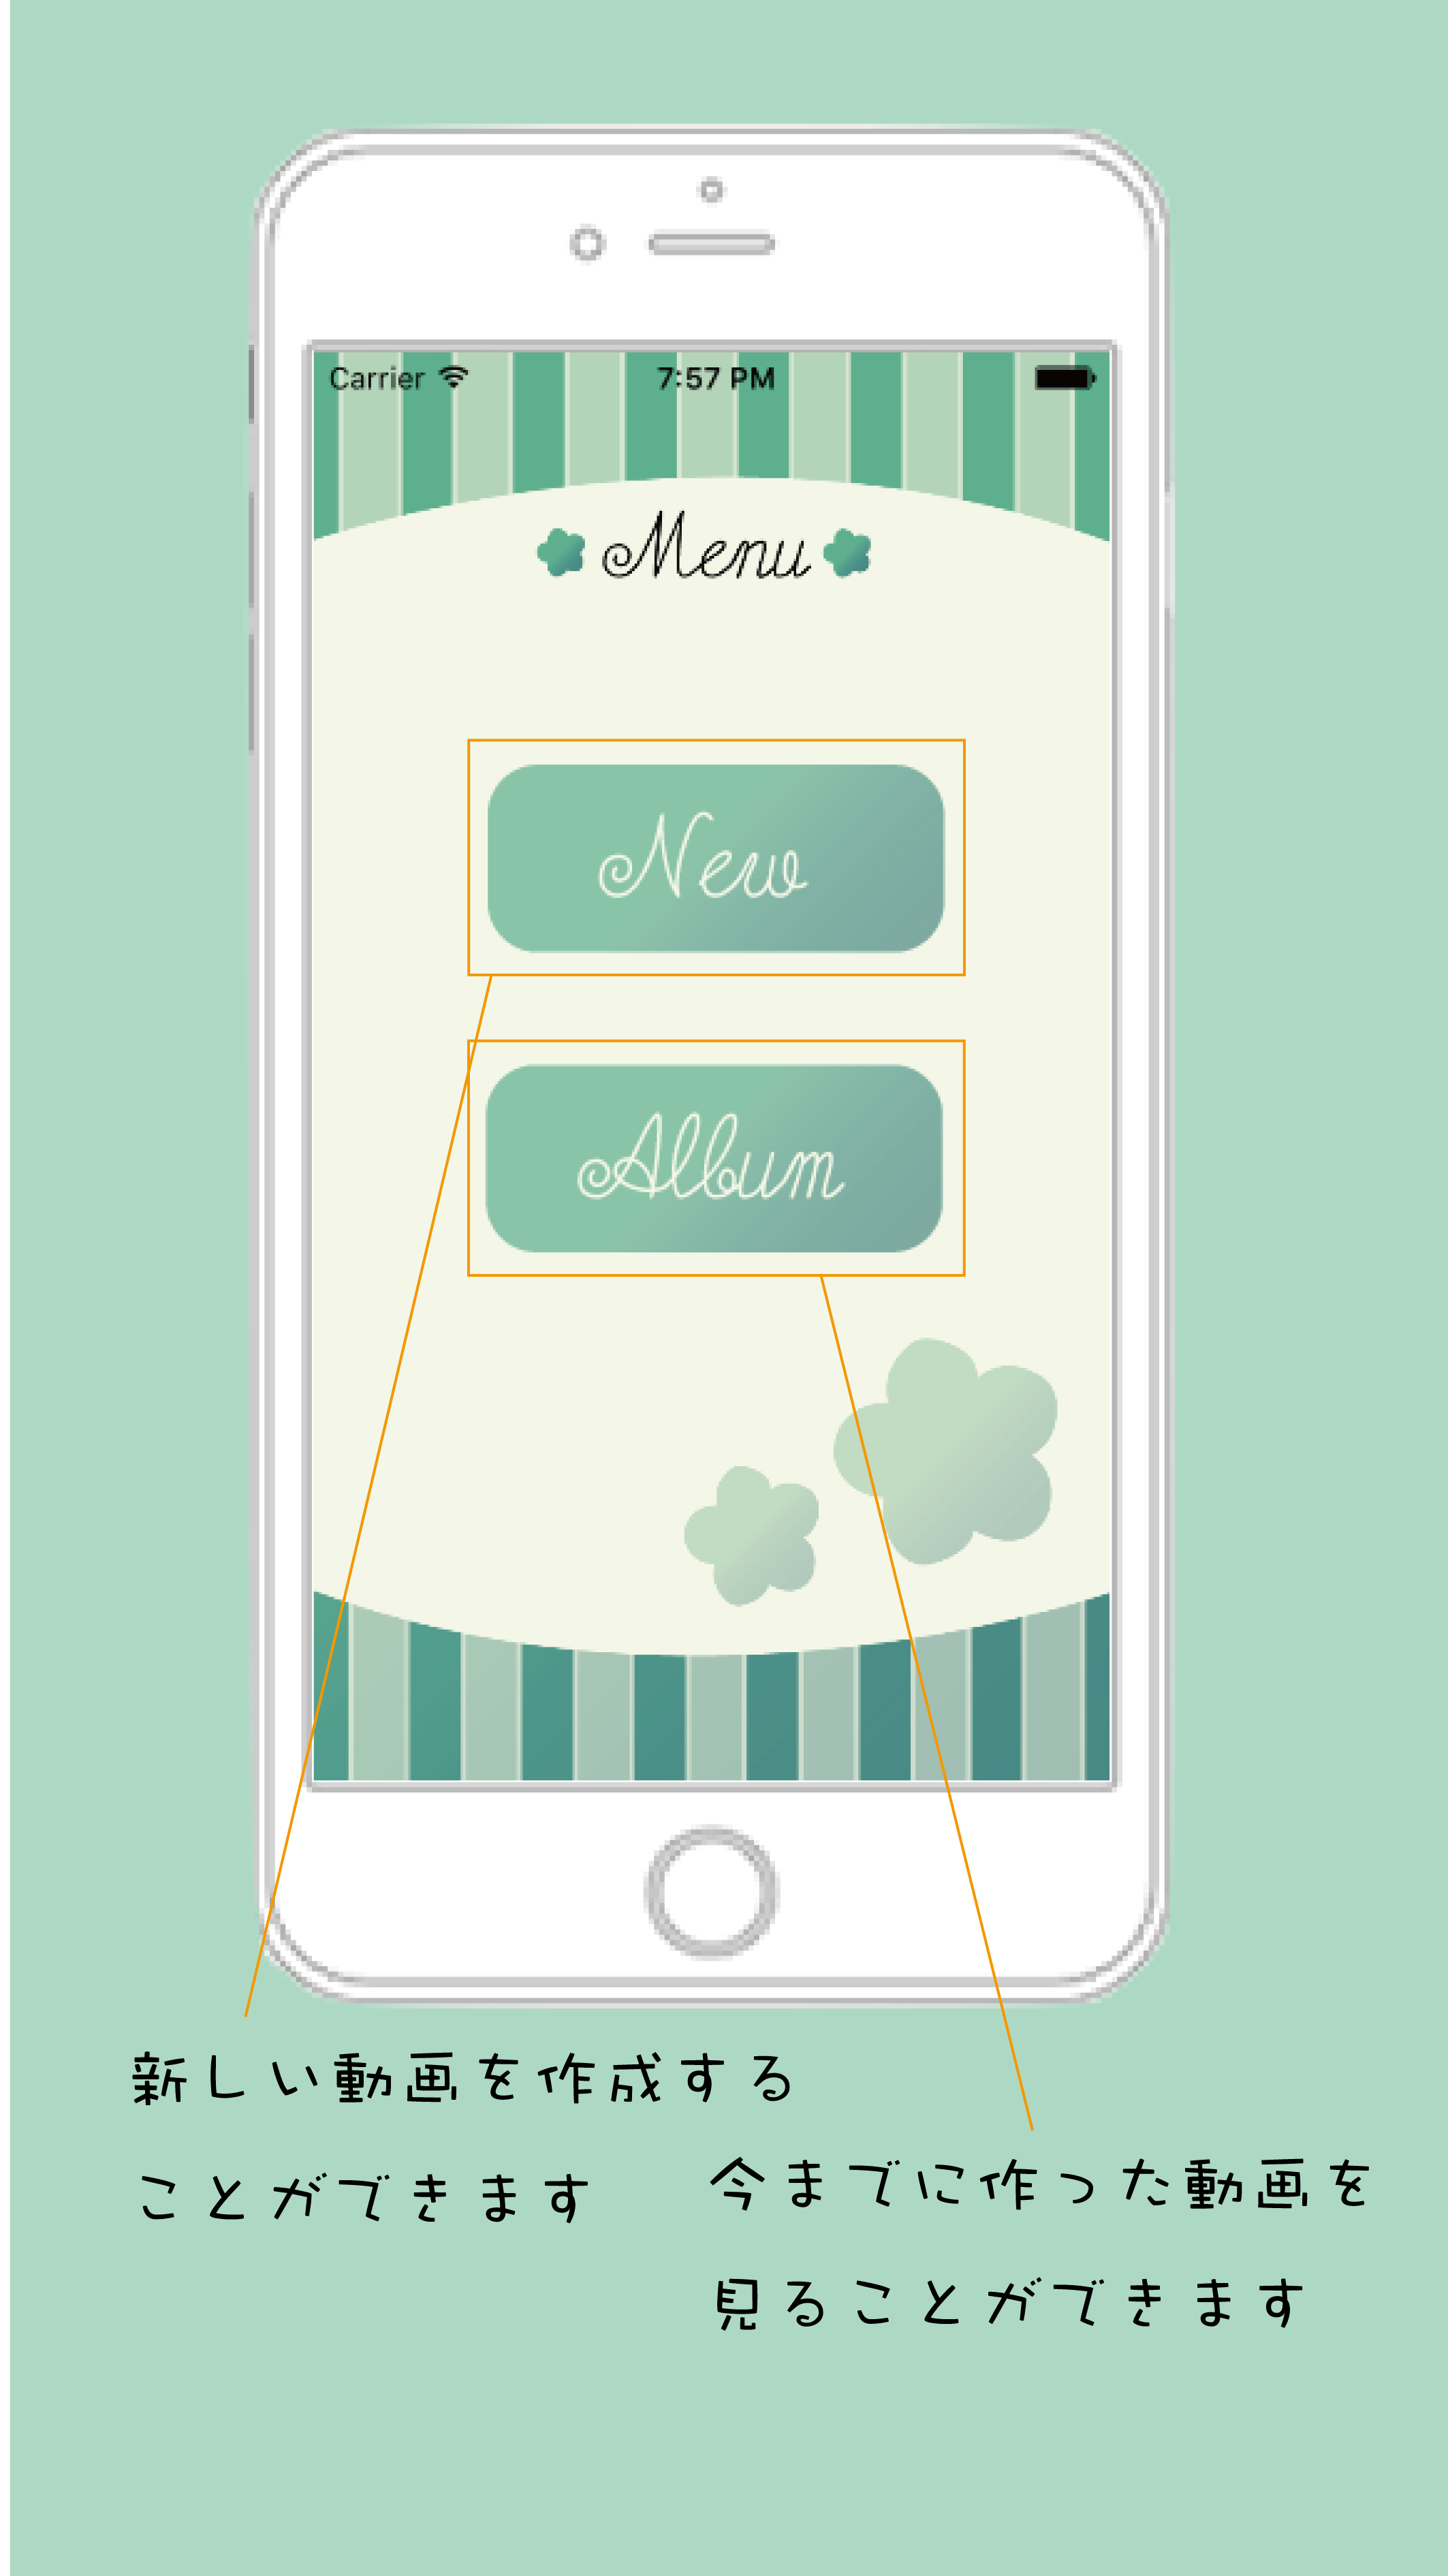 Carrier 7:57 PM
Menu
New
Album
新しい動画を作成する
ことができます
今までに作った動画を
見ることができます